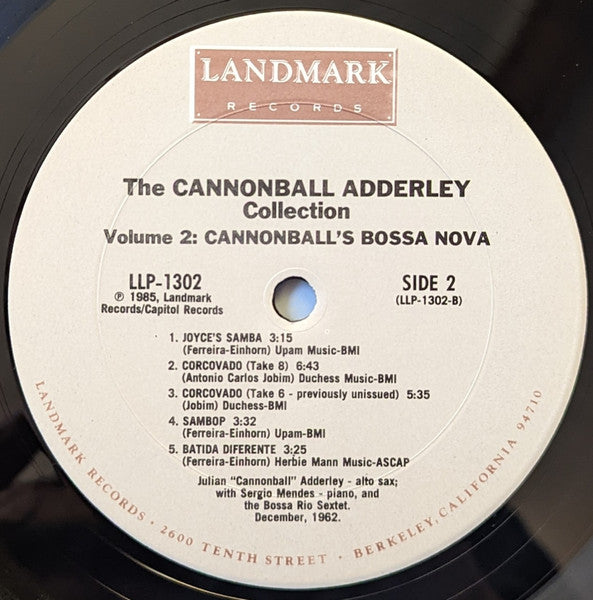 LANDMARK
RECORDS
The CANNONBALL ADDERLEY
Collection
Volume 2: CANNONBALL'S BOSSA NOVA
LLP-1302
℗ 1985, Landmark
Records/Capitol Records
SIDE 2
(LLP-1302-B)
1. JOYCE'S SAMBA 3:15
(Ferreira-Einhorn) Upam Music-BMI
2. CORCOVADO (Take 8) 6:43
(Antonio Carlos Jobim) Duchess Music-BMI
3. CORCOVADO (Take 6 - previously unissued) 5:35
(Jobim) Duchess-BMI
4. SAMBOP 3:32
(Ferreira-Einhorn) Upam-BMI
5. BATIDA DIFERENTE 3:25
(Ferreira-Einhorn) Herbie Mann Music-ASCAP
Julian "Cannonball" Adderley - alto sax;
with Sergio Mendes - piano, and
the Bossa Rio Sextet.
December, 1962.
LANDMARK RECORDS • 2600 TENTH STREET • BERKELEY, CALIFORNIA 94710